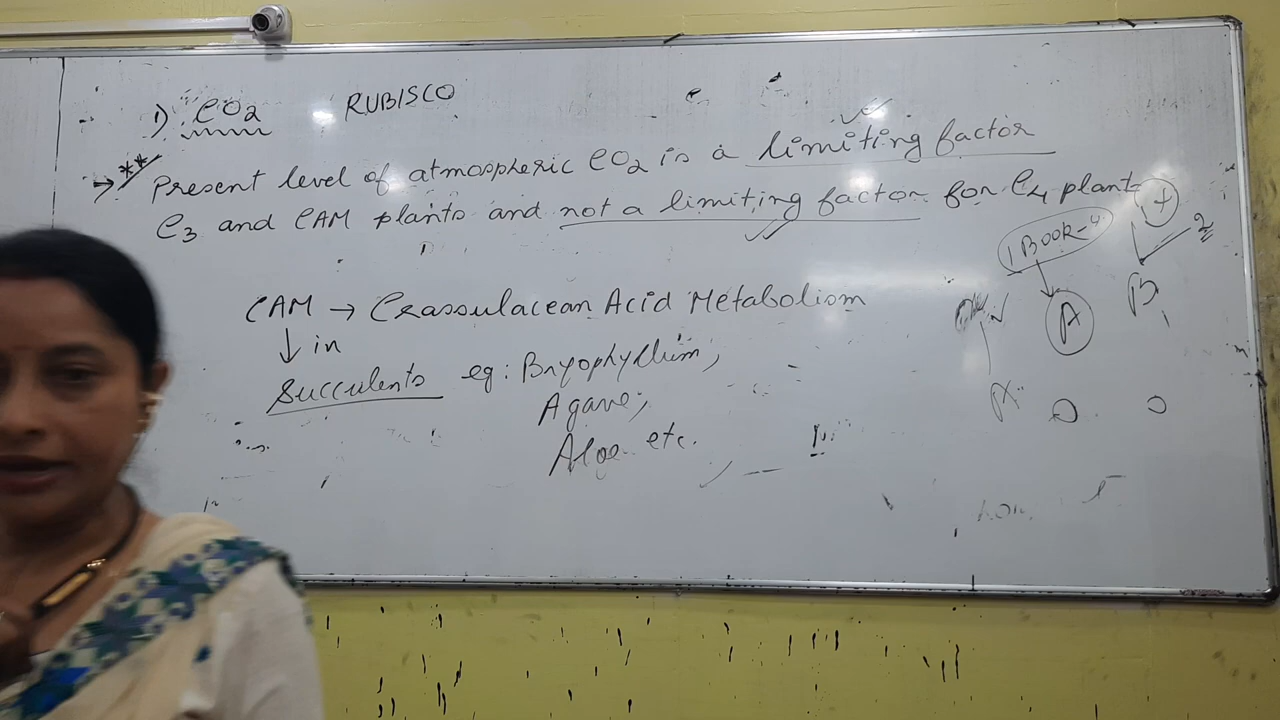 1) CO2 RUBISCO
→ ** Present level of atmospheric CO2 is a limiting factor
C3 and CAM plants and not a limiting factor for C4 plants
CAM → Crassulacean Acid Metabolism
↓ in
Succulents eg: Bryophyllum,
Agave,
Aloe etc.
1 Book-4
+
2
A
B